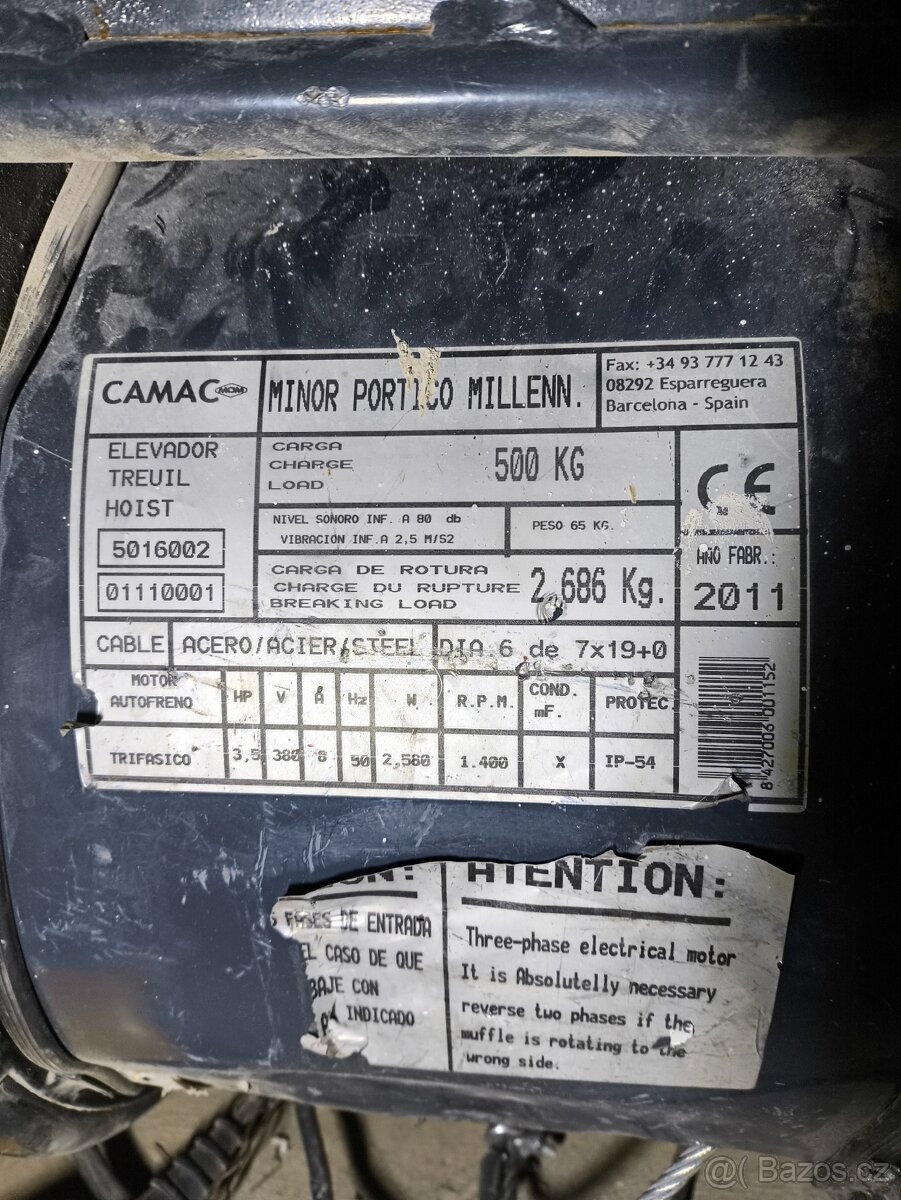 CAMAC
MINOR PORTICO MILLENN.
Fax: +34 93 777 12 43
08292 Esparreguera
Barcelona - Spain
ELEVADOR
TREUIL
HOIST
5016002
01110001
CARGA
CHARGE
LOAD
500 KG
NIVEL SONORO INF. A 80 db
VIBRACIÓN INF.A 2,5 M/S2
PESO 65 KG.
CE
CARGA DE ROTURA
CHARGE DU RUPTURE
BREAKING LOAD
2,686 Kg.
AÑO FABR.:
2011
CABLE
ACERO/ACIER/STEEL
DIA 6 de 7x19+0
MOTOR
AUTOFRENO
HP
V
A
Hz
W
R.P.M.
COND.
mF.
PROTEC.
TRIFASICO
3,5
380
8
50
2,580
1.400
X
IP-54
8 427006 001152
FASES DE ENTRADA
EL CASO DE QUE
BAJE CON
INDICADO
ATENTION:
Three-phase electrical motor
It is Absolutelly necessary
reverse two phases if the
muffle is rotating to the
wrong side.
@ Bazos.cz